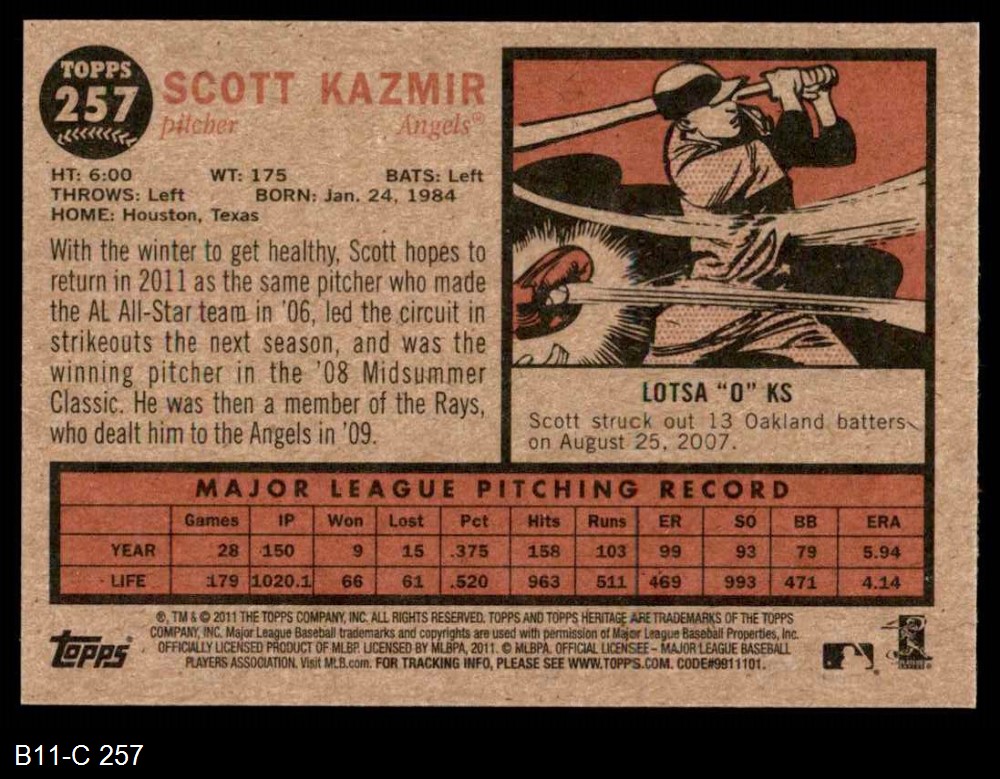 TOPPS
257
SCOTT KAZMIR
pitcher Angels®
HT: 6:00 WT: 175 BATS: Left
THROWS: Left BORN: Jan. 24, 1984
HOME: Houston, Texas
With the winter to get healthy, Scott hopes to
return in 2011 as the same pitcher who made
the AL All-Star team in '06, led the circuit in
strikeouts the next season, and was the
winning pitcher in the '08 Midsummer
Classic. He was then a member of the Rays,
who dealt him to the Angels in '09.
LOTSA "O" KS
Scott struck out 13 Oakland batters
on August 25, 2007.
MAJOR LEAGUE PITCHING RECORD
Games IP Won Lost Pct Hits Runs ER SO BB ERA
YEAR 28 150 9 15 .375 158 103 99 93 79 5.94
LIFE 179 1020.1 66 61 .520 963 511 469 993 471 4.14
®, TM & © 2011 THE TOPPS COMPANY, INC. ALL RIGHTS RESERVED. TOPPS AND TOPPS HERITAGE ARE TRADEMARKS OF THE TOPPS
COMPANY, INC. Major League Baseball trademarks and copyrights are used with permission of Major League Baseball Properties, Inc.
OFFICIALLY LICENSED PRODUCT OF MLBP. LICENSED BY MLBPA, 2011. © MLBPA. OFFICIAL LICENSEE - MAJOR LEAGUE BASEBALL
PLAYERS ASSOCIATION. Visit MLB.com. FOR TRACKING INFO, PLEASE SEE WWW.TOPPS.COM. CODE#9911101.
Topps
B11-C 257